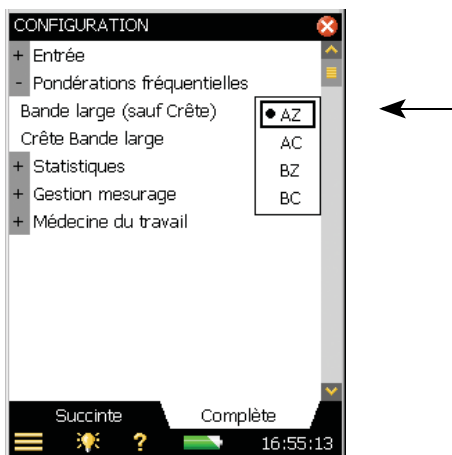 CONFIGURATION
+ Entrée
- Pondérations fréquentielles
Bande large (sauf Crête)
AZ
Crête Bande large
AC
+ Statistiques
BZ
+ Gestion mesurage
BC
+ Médecine du travail
Succinte Complète
? 16:55:13